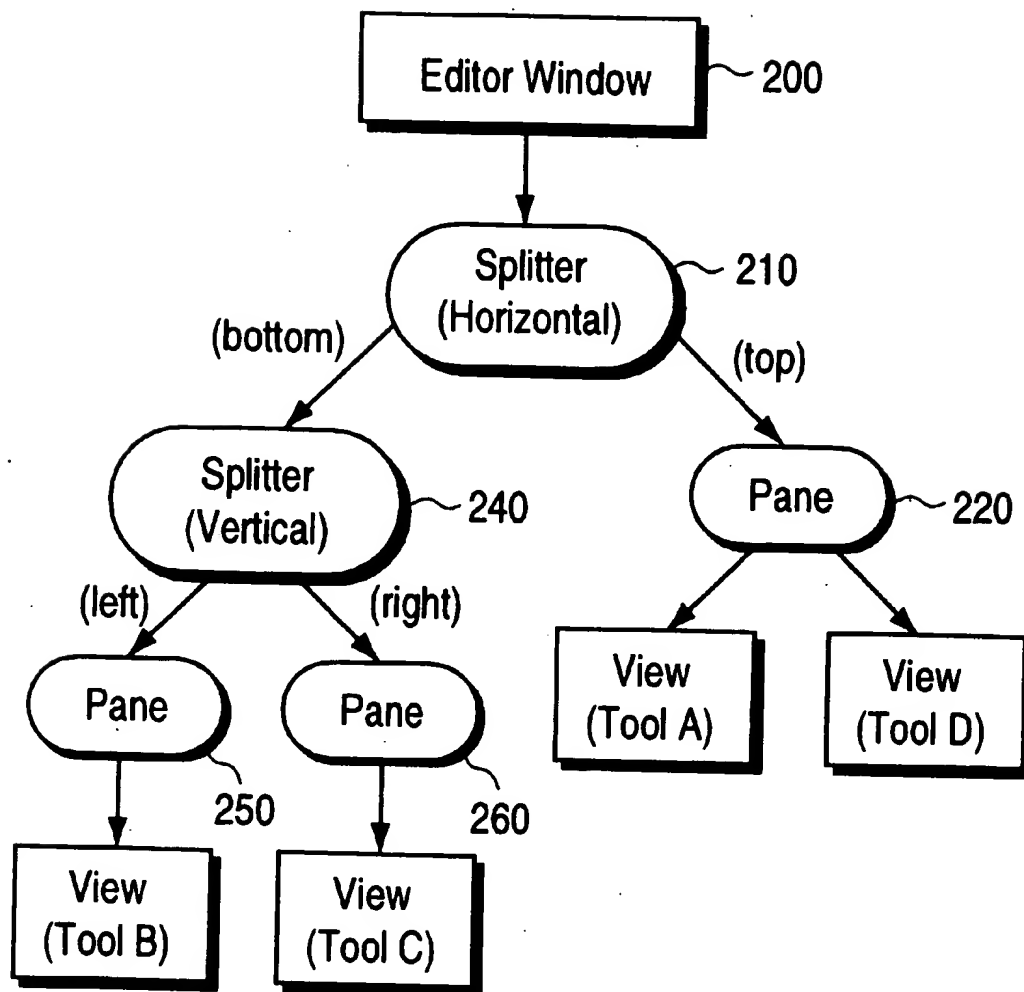 Editor Window
200
Splitter
(Horizontal)
210
(bottom)
(top)
Splitter
(Vertical)
240
Pane
220
(left)
(right)
Pane
250
Pane
260
View
(Tool A)
View
(Tool D)
View
(Tool B)
View
(Tool C)